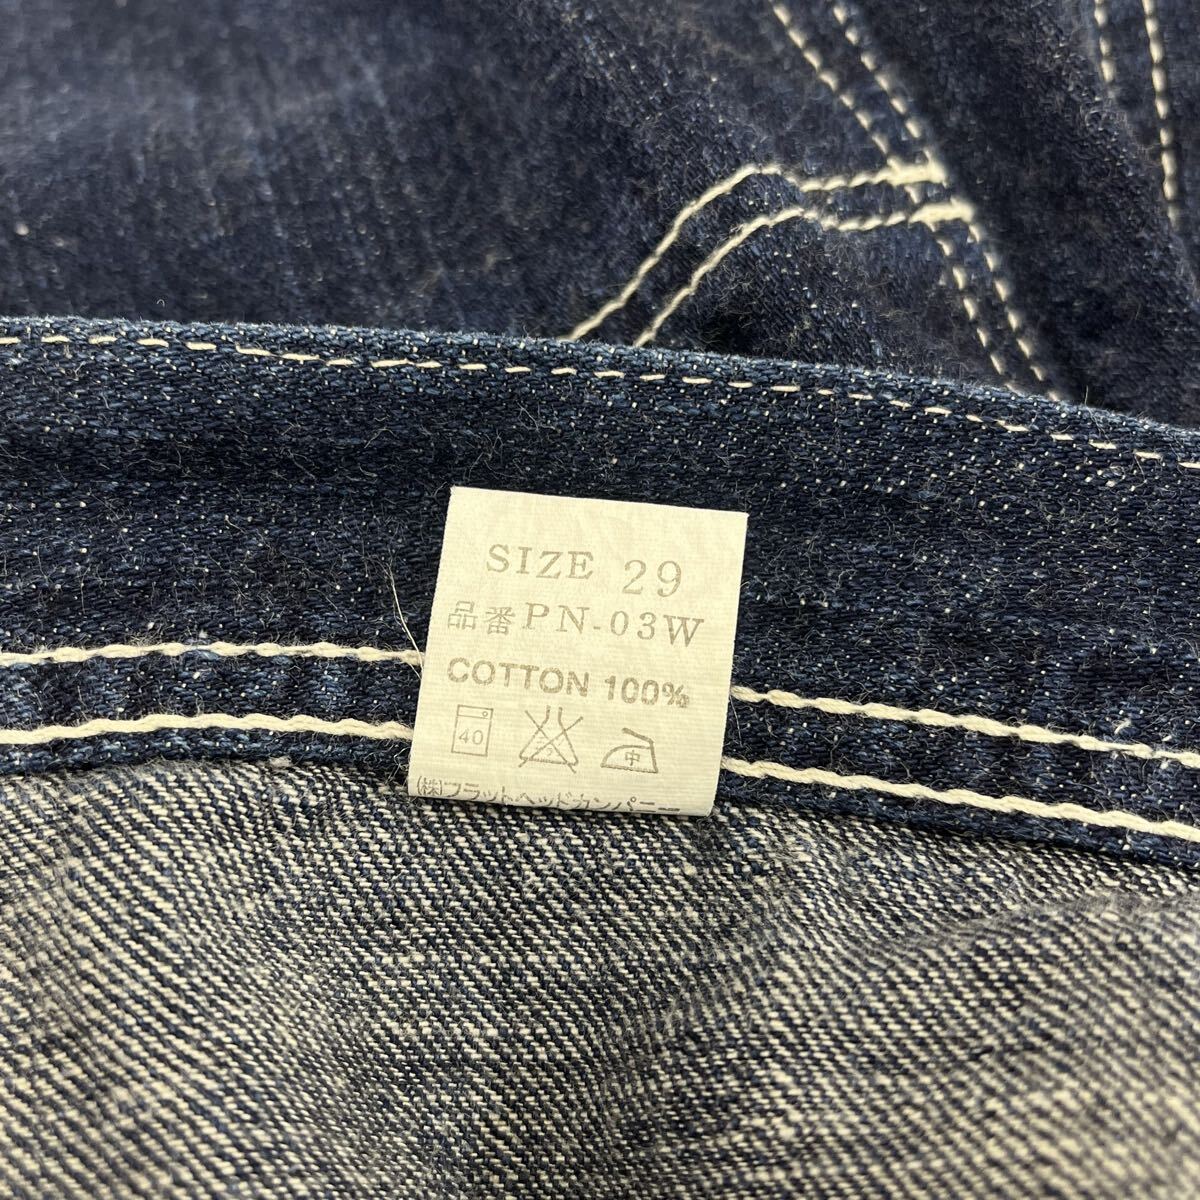 SIZE 29
品番PN-03W
COTTON 100%
40
中
(株)フラットヘッドカンパニー